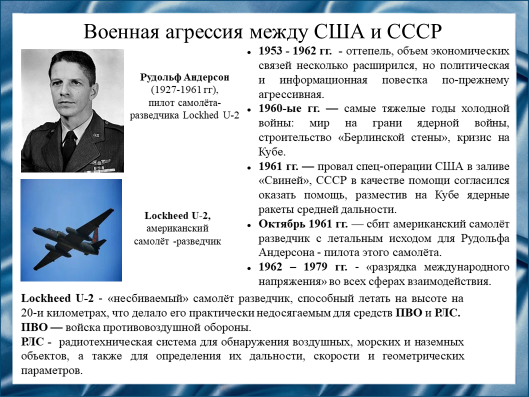 Военная агрессия между США и СССР
Рудольф Андерсон
(1927-1961 гг),
пилот самолёта-
разведчика Lockhed U-2
Lockheed U-2,
американский
самолёт -разведчик
• 1953 - 1962 гг. - оттепель, объем экономических
связей несколько расширился, но политическая
и информационная повестка по-прежнему
агрессивная.
• 1960-ые гг. — самые тяжелые годы холодной
войны: мир на грани ядерной войны,
строительство «Берлинской стены», кризис на
Кубе.
• 1961 гг. — провал спец-операции США в заливе
«Свиней», СССР в качестве помощи согласился
оказать помощь, разместив на Кубе ядерные
ракеты средней дальности.
• Октябрь 1961 гг. — сбит американский самолёт
разведчик с летальным исходом для Рудольфа
Андерсона - пилота этого самолёта.
• 1962 – 1979 гг. - «разрядка международного
напряжения» во всех сферах взаимодействия.
Lockheed U-2 - «несбиваемый» самолёт разведчик, способный летать на высоте на
20-и километрах, что делало его практически недосягаемым для средств ПВО и РЛС.
ПВО — войска противовоздушной обороны.
РЛС - радиотехническая система для обнаружения воздушных, морских и наземных
объектов, а также для определения их дальности, скорости и геометрических
параметров.